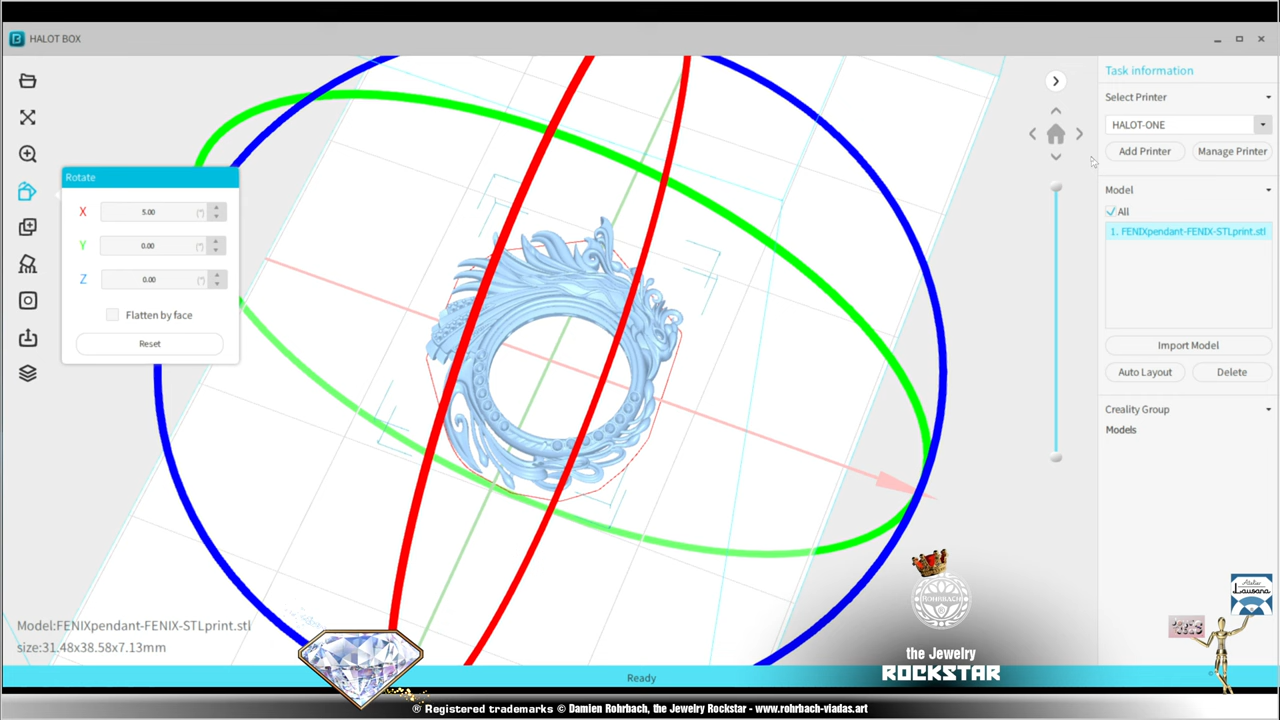 HALOT BOX
Task information
Select Printer
HALOT-ONE
Add Printer
Manage Printer
Rotate
X 5.00 (°)
Y 0.00 (°)
Z 0.00 (°)
Flatten by face
Reset
Model
All
1. FENIXpendant-FENIX-STLprint.stl
Import Model
Auto Layout
Delete
Creality Group
Models
Atelier
Lausana
ROHRBACH
Model:FENIXpendant-FENIX-STLprint.stl
size:31.48x38.58x7.13mm
the Jewelry
ROCKSTAR
Ready
® Registered trademarks © Damien Rohrbach, the Jewelry Rockstar - www.rohrbach-viadas.art